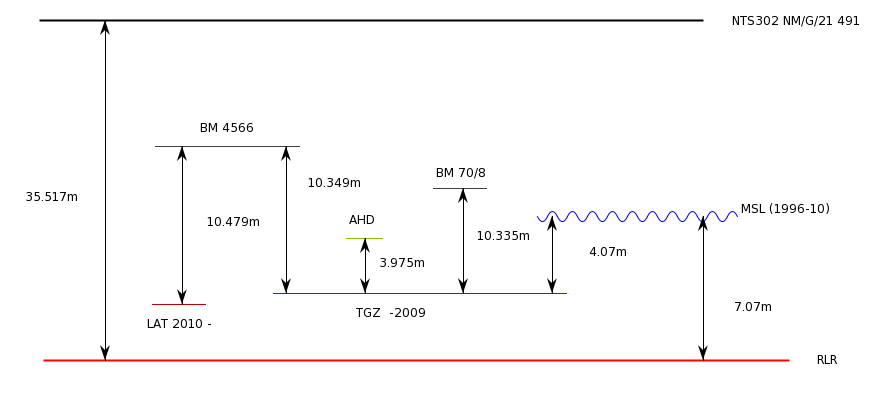 NTS302 NM/G/21 491
BM 4566
BM 70/8
10.349m
35.517m
MSL (1996-10)
AHD
10.479m
10.335m
4.07m
3.975m
7.07m
TGZ -2009
LAT 2010 -
RLR